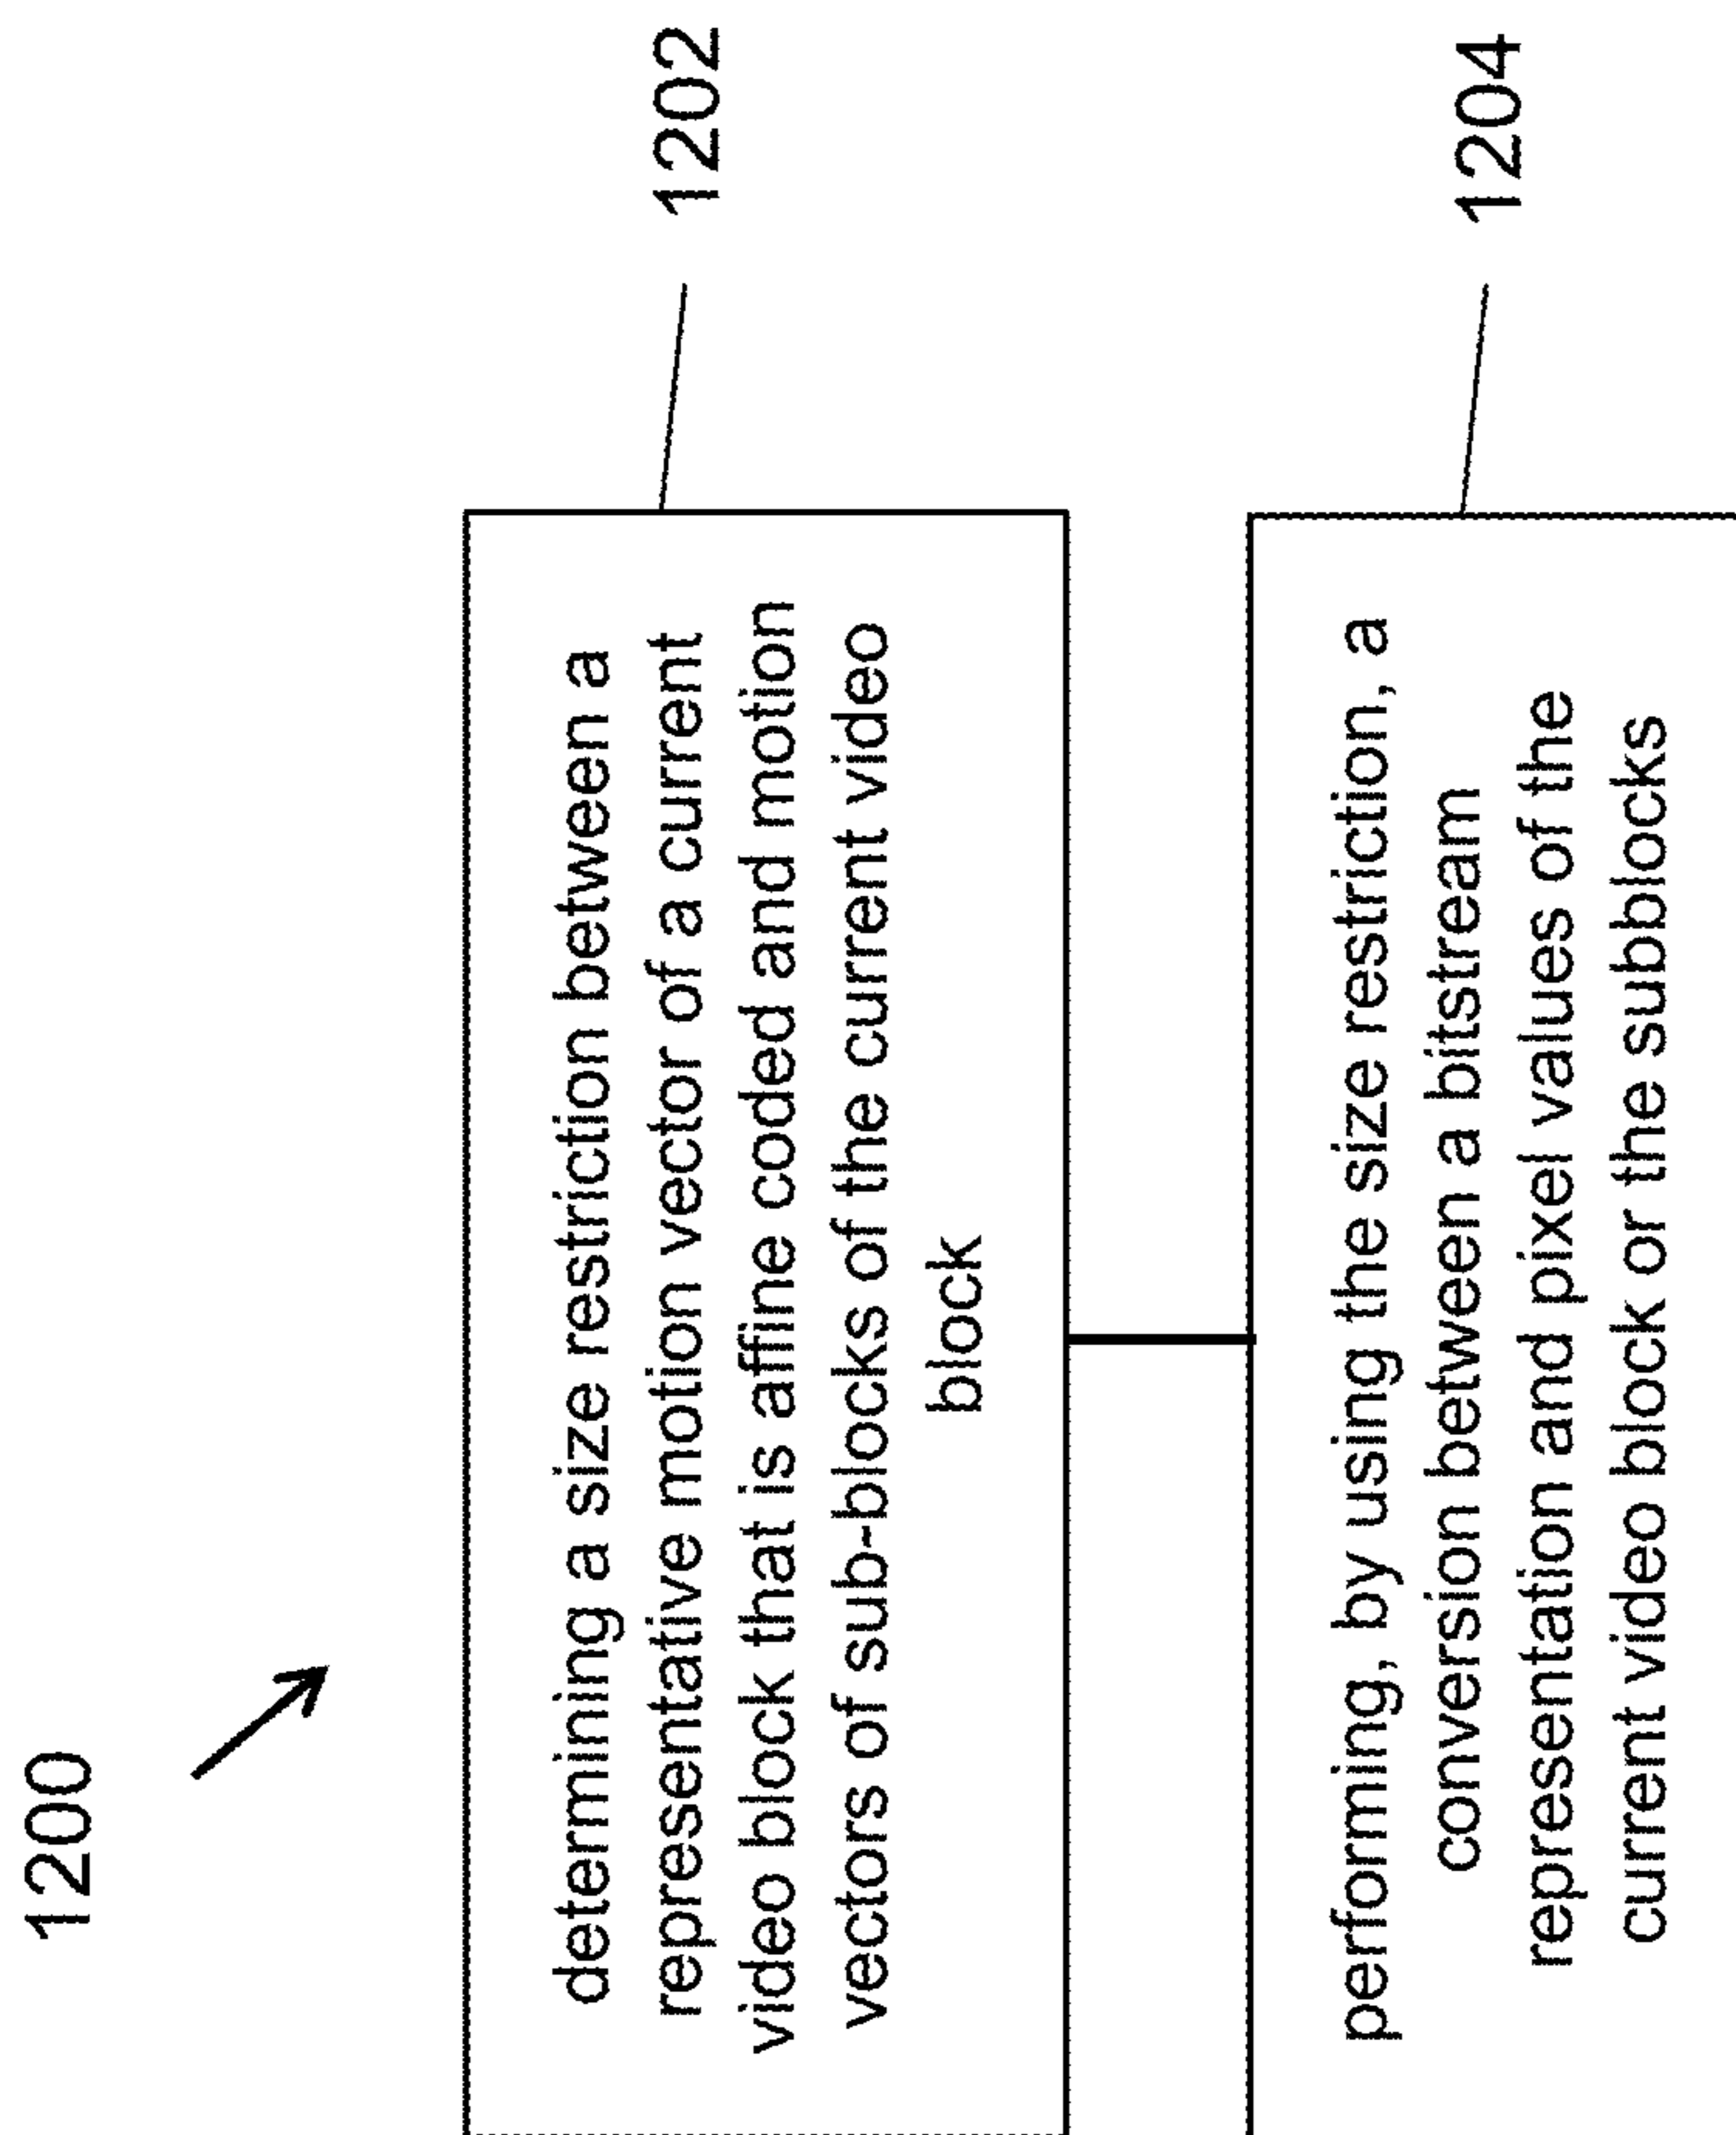 1200
determining a size restriction between a
representative motion vector of a current
video block that is affine coded and motion
vectors of sub-blocks of the current video
block
1202
performing, by using the size restriction, a
conversion between a bitstream
representation and pixel values of the
current video block or the subblocks
1204